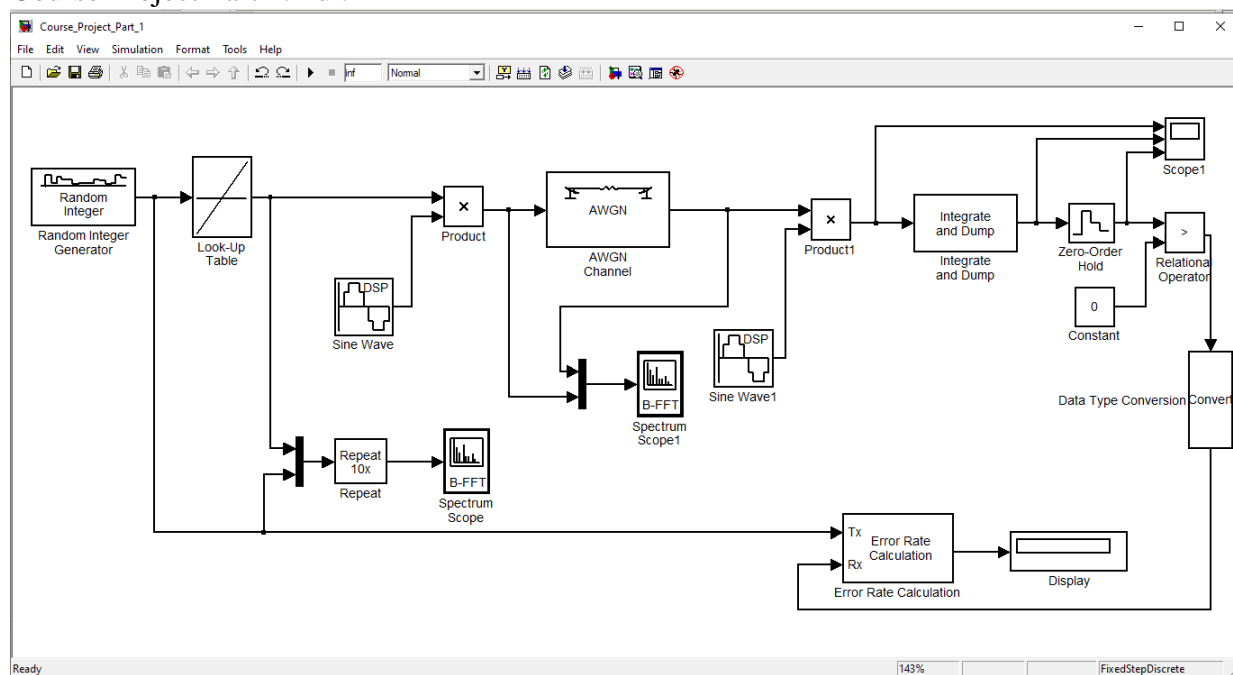 Course_Project_Part_1
File Edit View Simulation Format Tools Help
inf Normal
Random
Integer
Random Integer
Generator
Look-Up
Table
×
Product
DSP
Sine Wave
AWGN
AWGN
Channel
×
Product1
DSP
Sine Wave1
Integrate
and Dump
Integrate
and Dump
Zero-Order
Hold
Scope1
>
Relational
Operator
0
Constant
B-FFT
Spectrum
Scope1
Data Type Conversion Convert
Repeat
10x
Repeat
B-FFT
Spectrum
Scope
Tx
Rx
Error Rate
Calculation
Error Rate Calculation
Display
Ready 143% FixedStepDiscrete